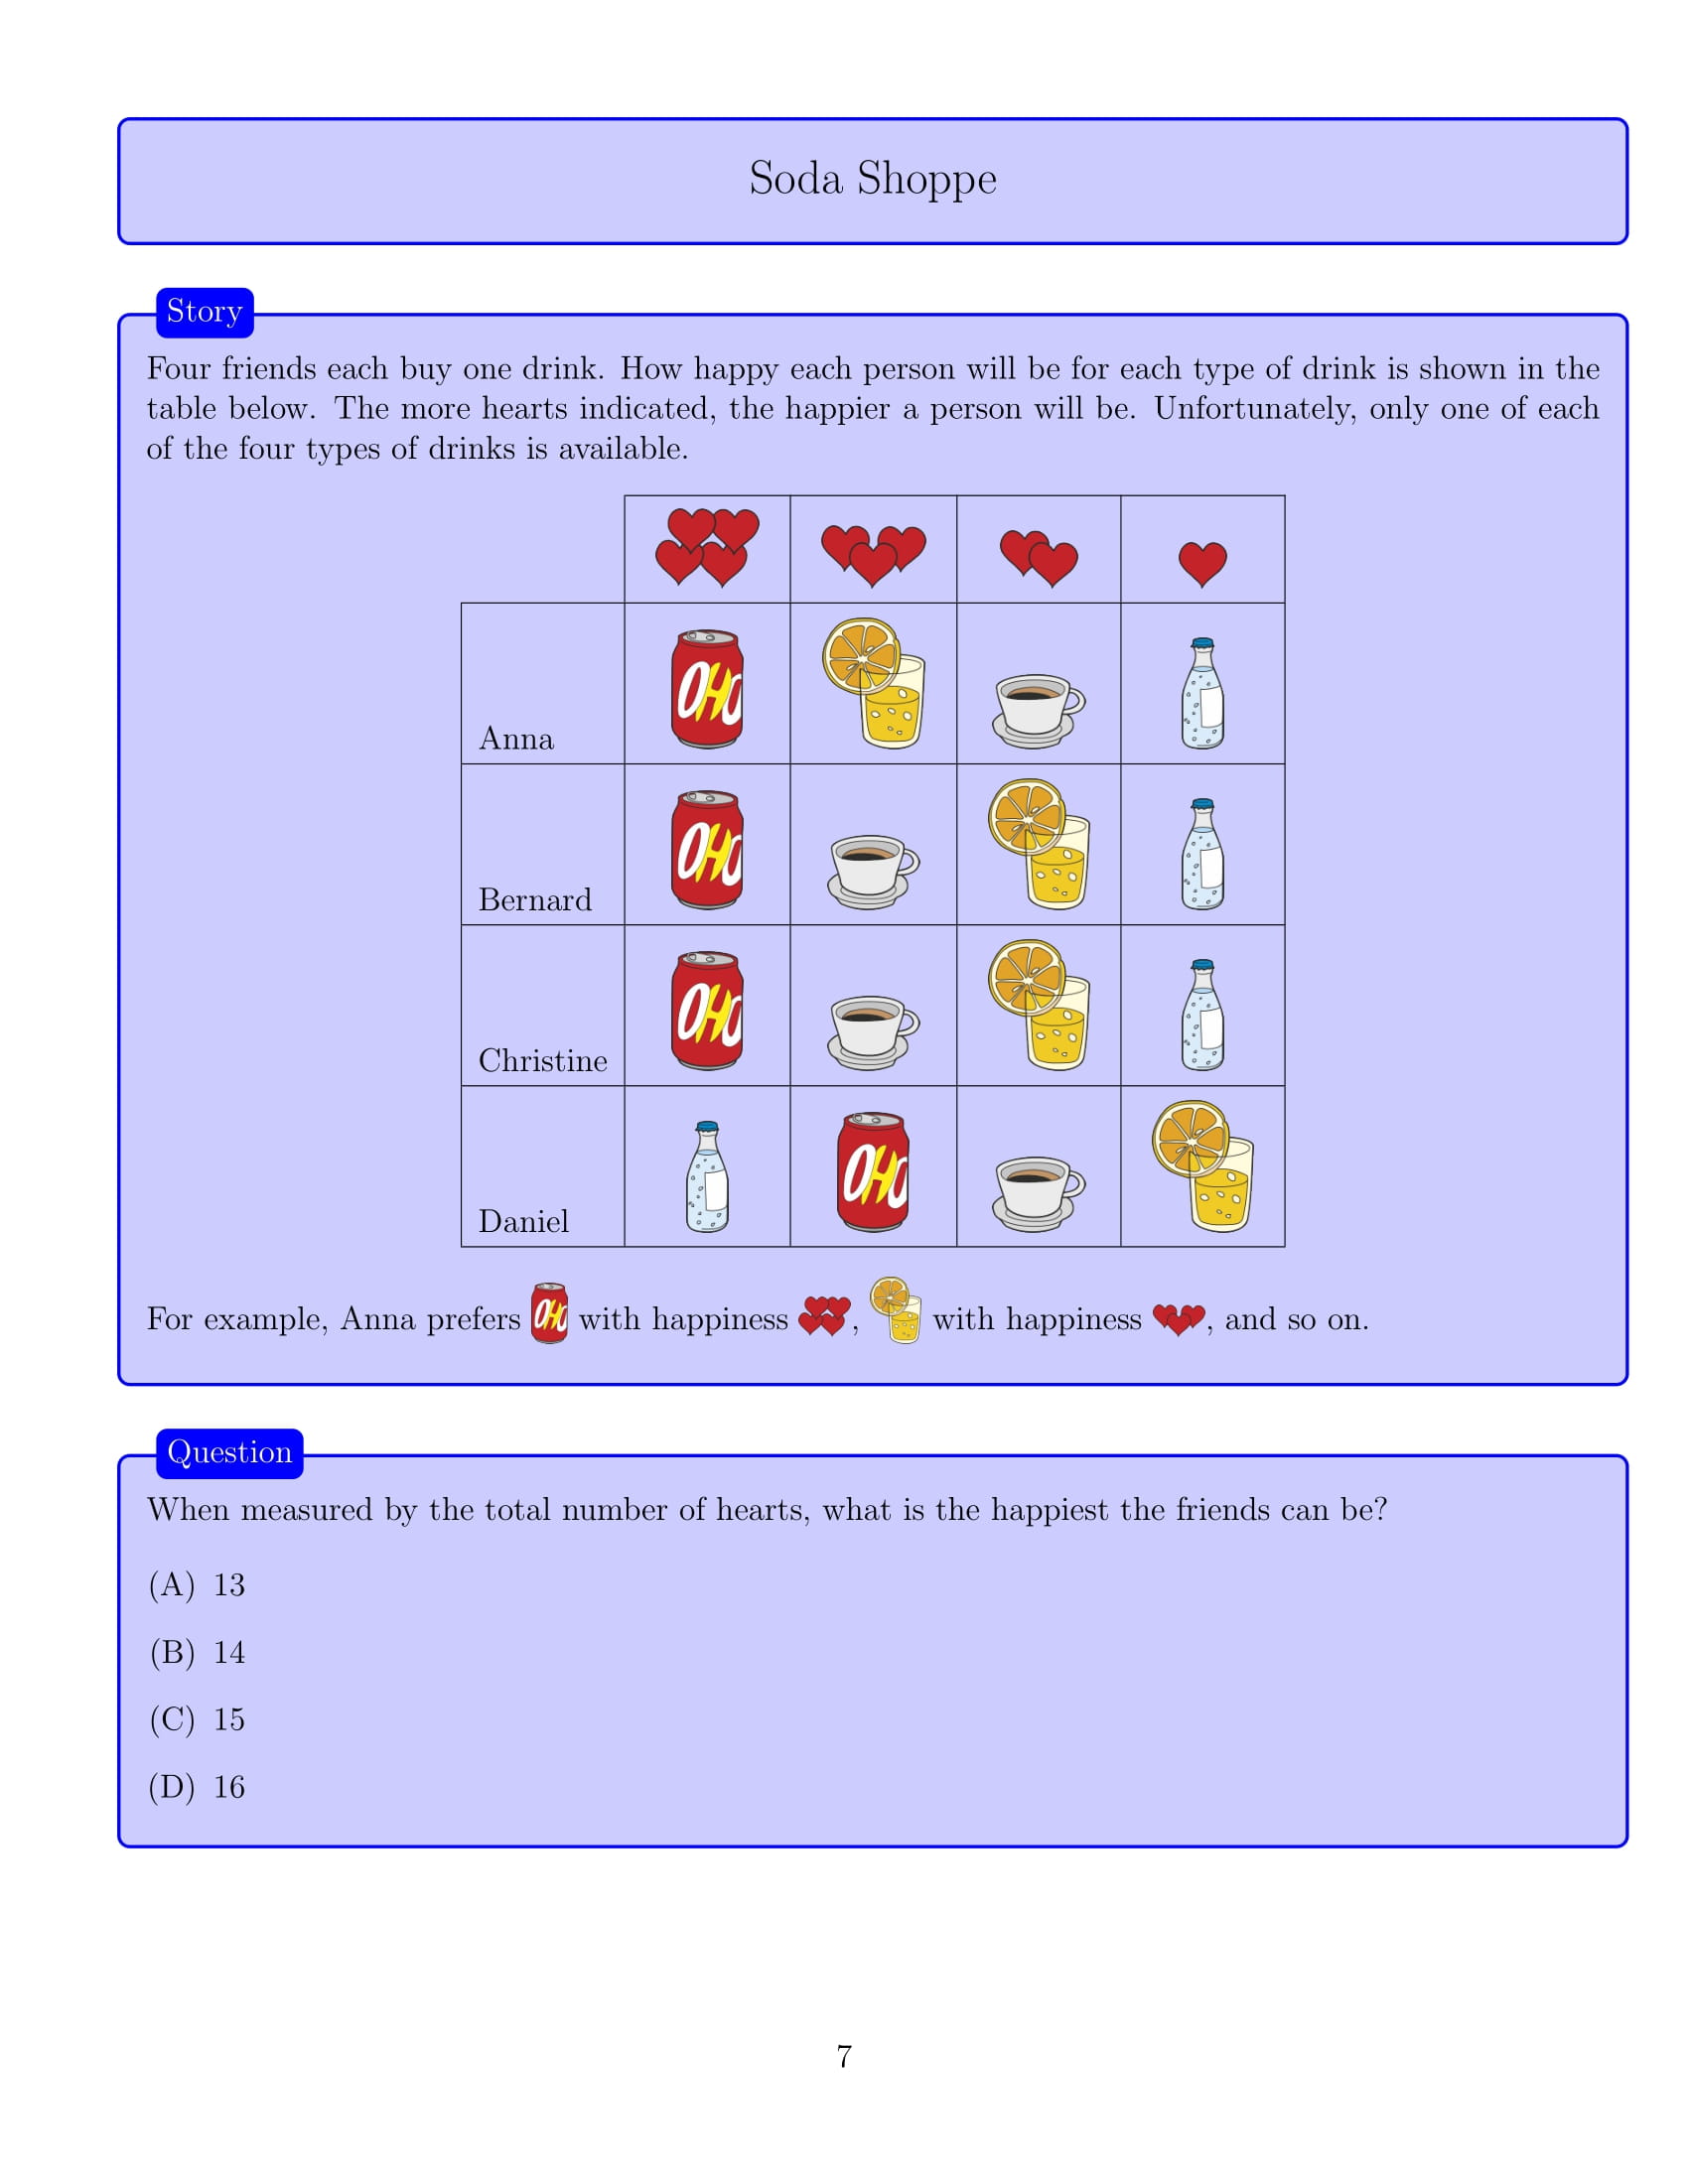 Soda Shoppe
Story
Four friends each buy one drink. How happy each person will be for each type of drink is shown in the
table below. The more hearts indicated, the happier a person will be. Unfortunately, only one of each
of the four types of drinks is available.
OHO
Anna
OHO
Bernard
OHO
Christine
OHO
Daniel
For example, Anna prefers OHO with happiness , with happiness , and so on.
Question
When measured by the total number of hearts, what is the happiest the friends can be?
(A) 13
(B) 14
(C) 15
(D) 16
7